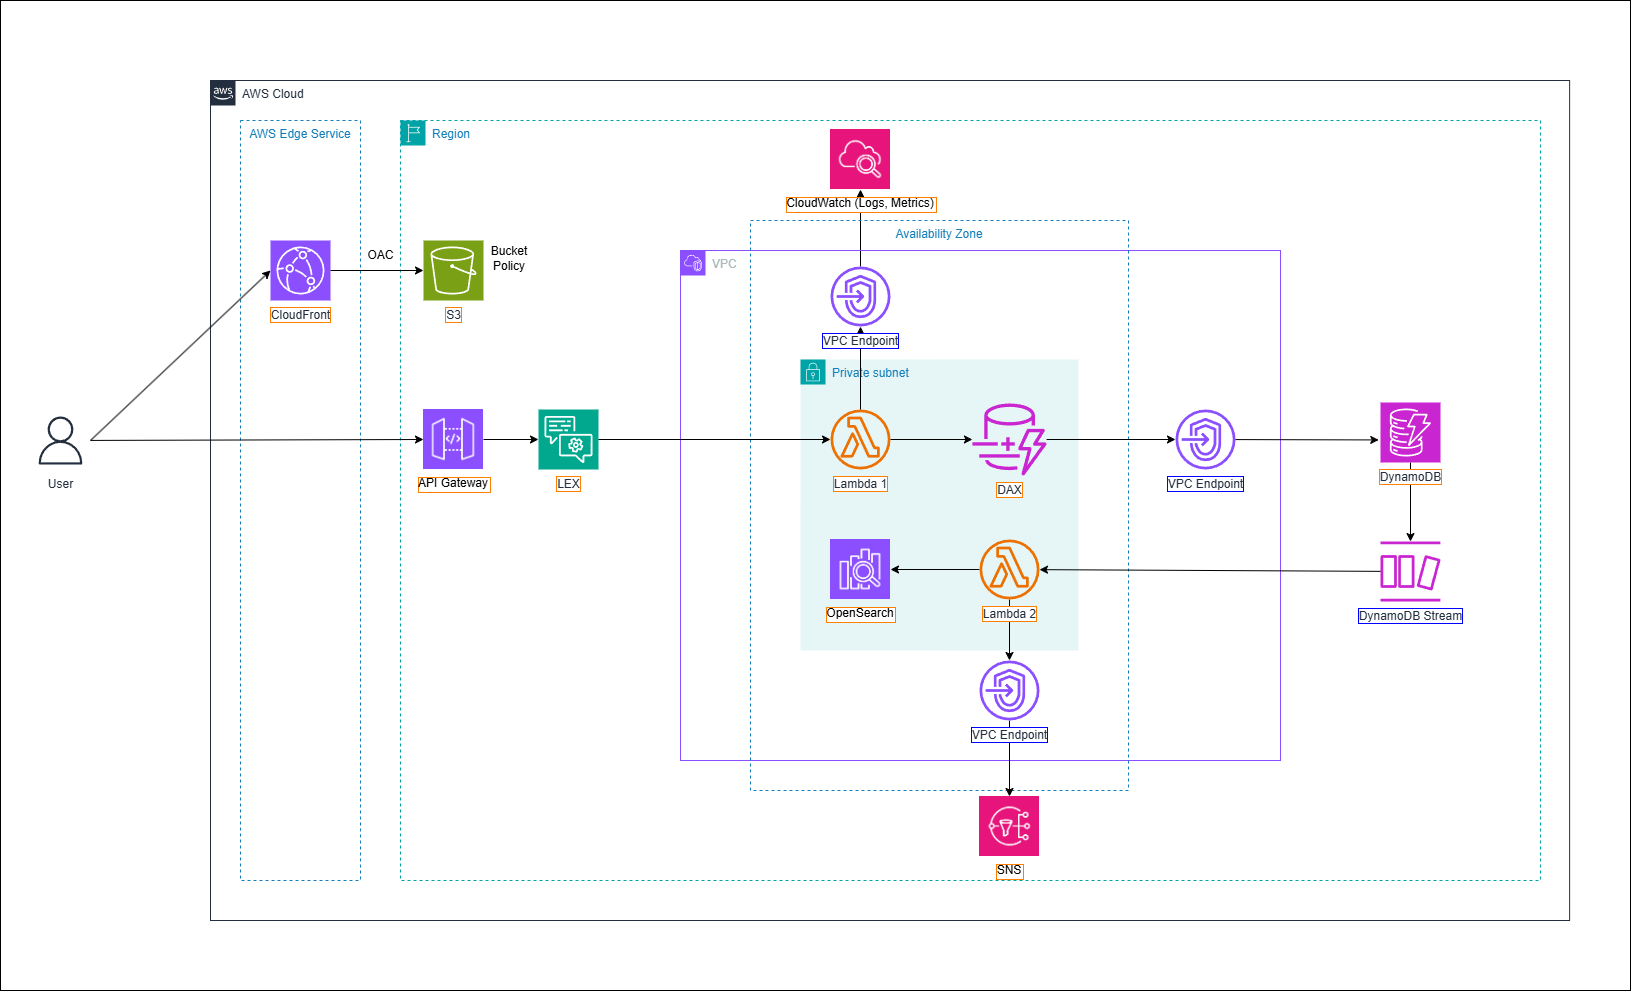 aws
AWS Cloud
AWS Edge Service
Region
CloudWatch (Logs, Metrics)
Availability Zone
OAC
Bucket
Policy
VPC
CloudFront
S3
VPC Endpoint
Private subnet
User
API Gateway
LEX
Lambda 1
DAX
VPC Endpoint
DynamoDB
OpenSearch
Lambda 2
DynamoDB Stream
VPC Endpoint
SNS